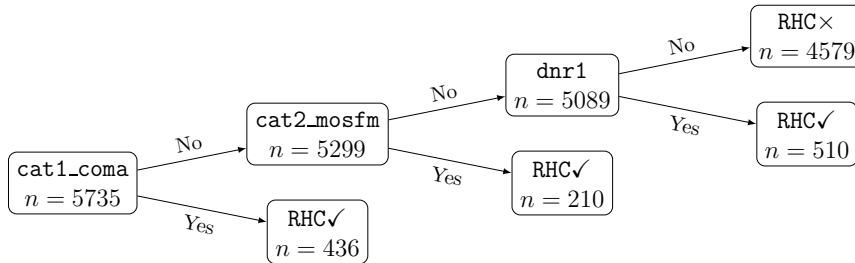 cat1_coma
n = 5735
No
Yes
RHC✓
n = 436
cat2_mosfm
n = 5299
No
Yes
RHC✓
n = 210
dnr1
n = 5089
No
Yes
RHC×
n = 4579
RHC✓
n = 510